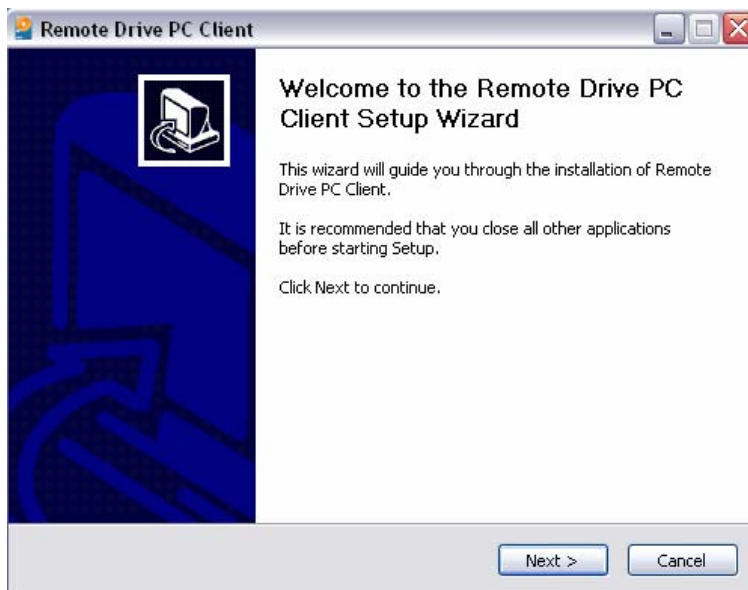 Remote Drive PC Client
Welcome to the Remote Drive PC
Client Setup Wizard
This wizard will guide you through the installation of Remote
Drive PC Client.
It is recommended that you close all other applications
before starting Setup.
Click Next to continue.
Next >
Cancel